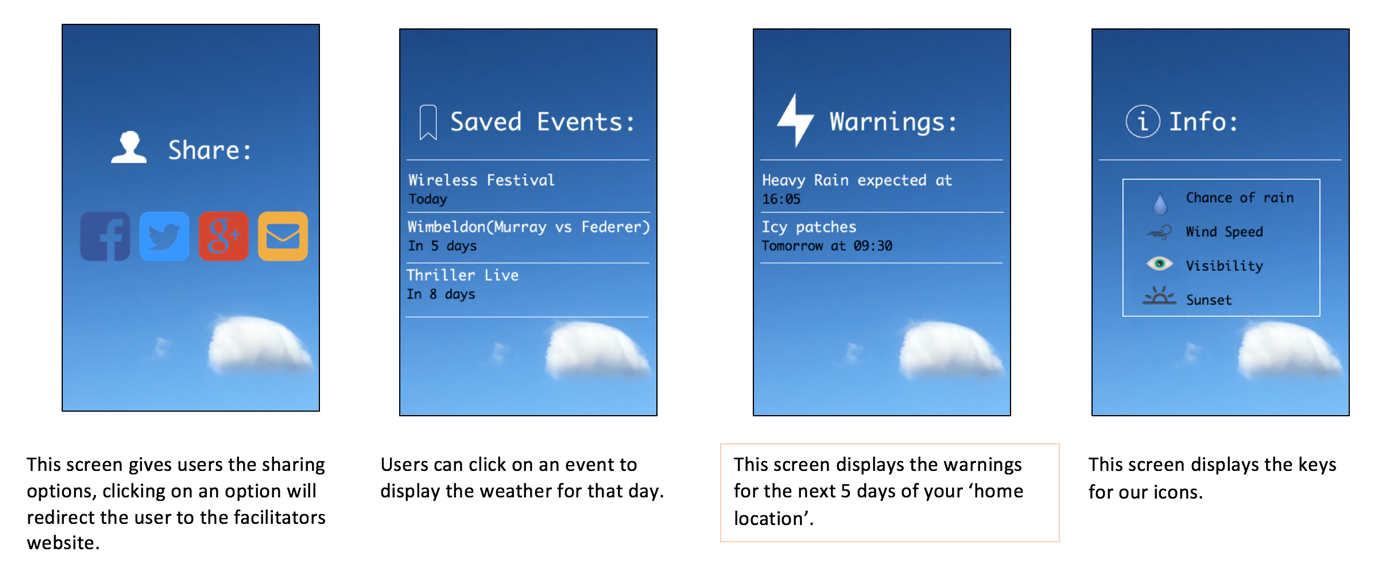 Share:
f
g+
This screen gives users the sharing
options, clicking on an option will
redirect the user to the facilitators
website.
Saved Events:
Wireless Festival
Today
Wimbeldon(Murray vs Federer)
In 5 days
Thriller Live
In 8 days
Users can click on an event to
display the weather for that day.
Warnings:
Heavy Rain expected at
16:05
Icy patches
Tomorrow at 09:30
This screen displays the warnings
for the next 5 days of your ‘home
location’.
i Info:
Chance of rain
Wind Speed
Visibility
Sunset
This screen displays the keys
for our icons.